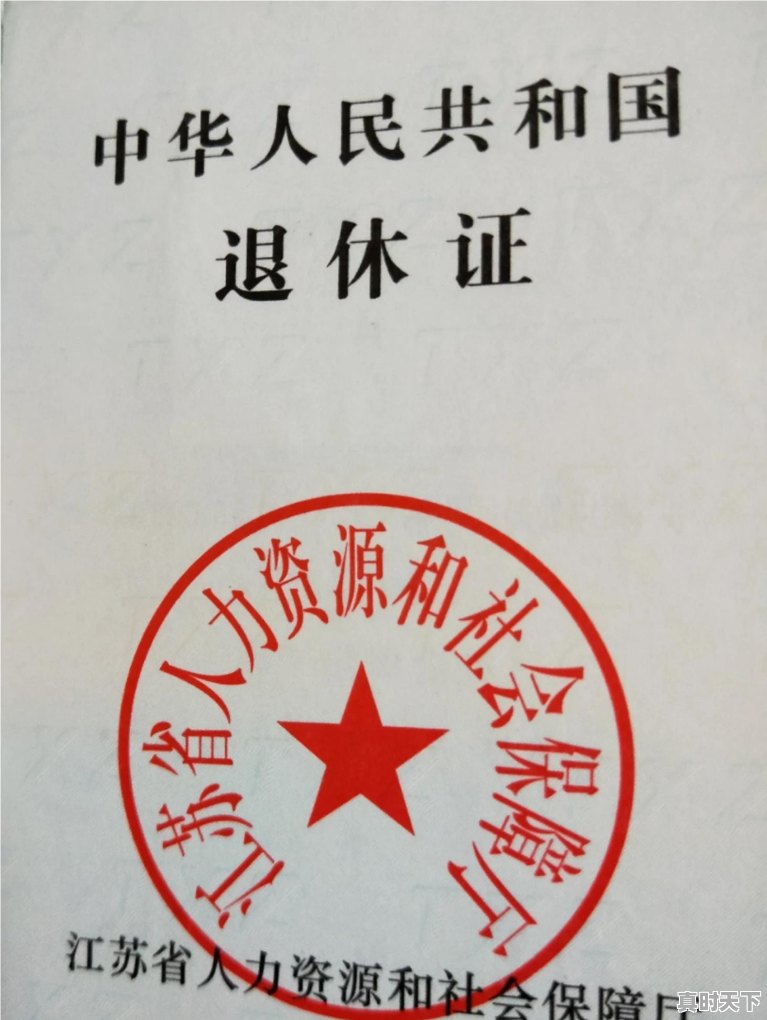 中华人民共和国
退休证
江苏省人力资源和社会保障厅
江苏省人力资源和社会保障厅
真时天下